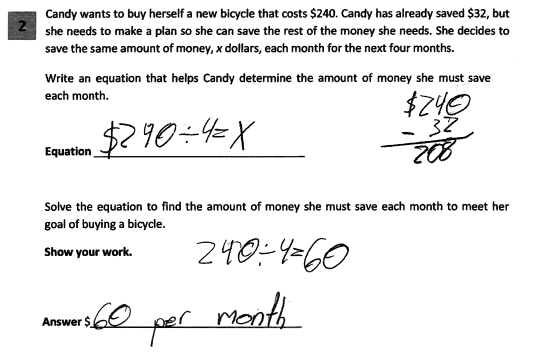 2
Candy wants to buy herself a new bicycle that costs $240. Candy has already saved $32, but
she needs to make a plan so she can save the rest of the money she needs. She decides to
save the same amount of money, x dollars, each month for the next four months.
Write an equation that helps Candy determine the amount of money she must save
each month.
$240
- 32
208
Equation $240÷4=X
Solve the equation to find the amount of money she must save each month to meet her
goal of buying a bicycle.
Show your work. 240÷4=60
Answer $ 60 per month